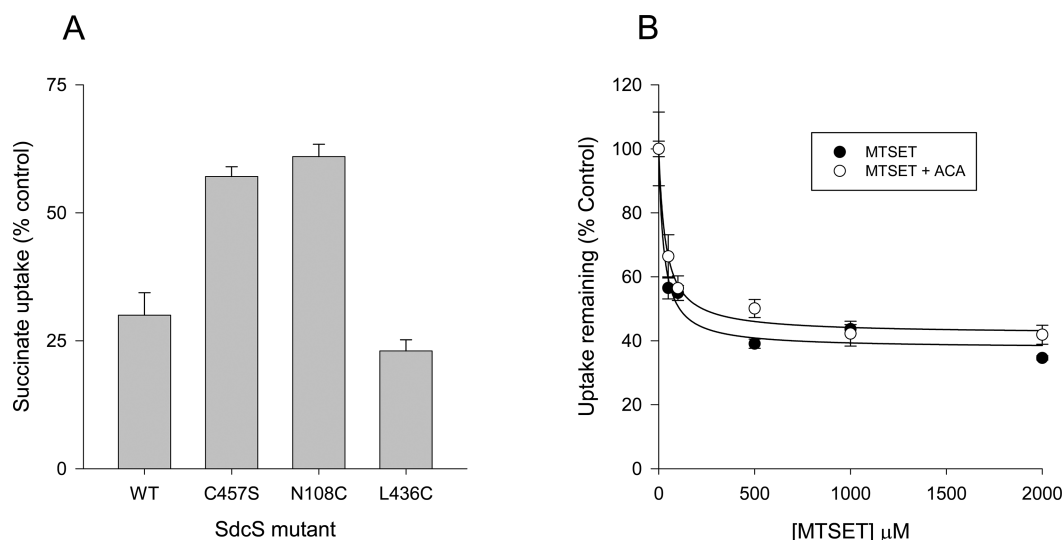 A
Succinate uptake (% control)
75
50
25
0
WT C457S N108C L436C
SdcS mutant
B
Uptake remaining (% Control)
120
100
80
60
40
20
0
MTSET
MTSET + ACA
0 500 1000 1500 2000
[MTSET] μM